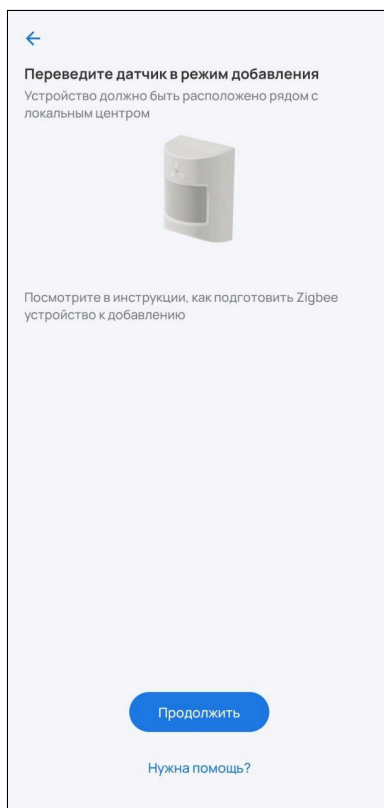 Переведите датчик в режим добавления
Устройство должно быть расположено рядом с
локальным центром
Посмотрите в инструкции, как подготовить Zigbee
устройство к добавлению
Продолжить
Нужна помощь?